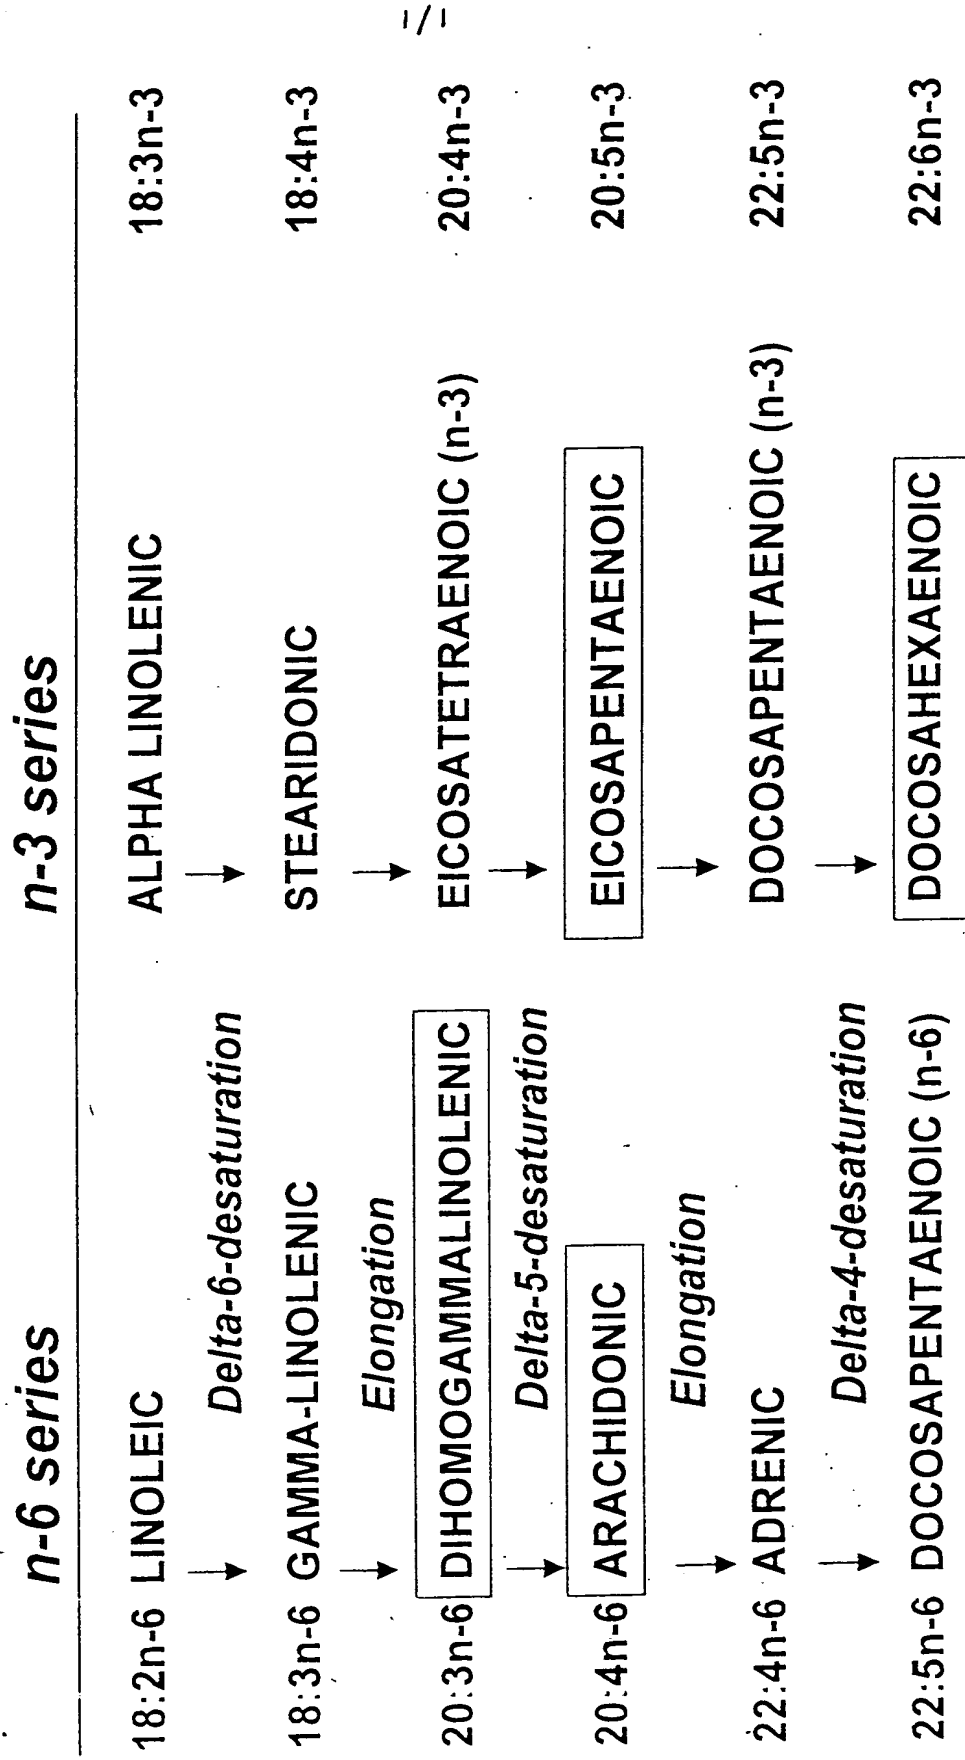 1/1
n-6 series n-3 series
18:2n-6 LINOLEIC ALPHA LINOLENIC 18:3n-3
Delta-6-desaturation
18:3n-6 GAMMA-LINOLENIC STEARIDONIC 18:4n-3
Elongation
20:3n-6 DIHOMOGAMMALINOLENIC EICOSATETRAENOIC (n-3) 20:4n-3
Delta-5-desaturation
20:4n-6 ARACHIDONIC EICOSAPENTAENOIC 20:5n-3
Elongation
22:4n-6 ADRENIC DOCOSAPENTAENOIC (n-3) 22:5n-3
Delta-4-desaturation
22:5n-6 DOCOSAPENTAENOIC (n-6) DOCOSAHEXAENOIC 22:6n-3